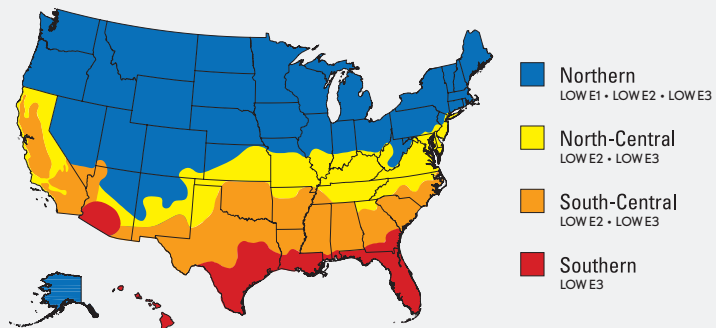 Northern
LOW E1 • LOW E2 • LOW E3
North-Central
LOW E2 • LOW E3
South-Central
LOW E2 • LOW E3
Southern
LOW E3